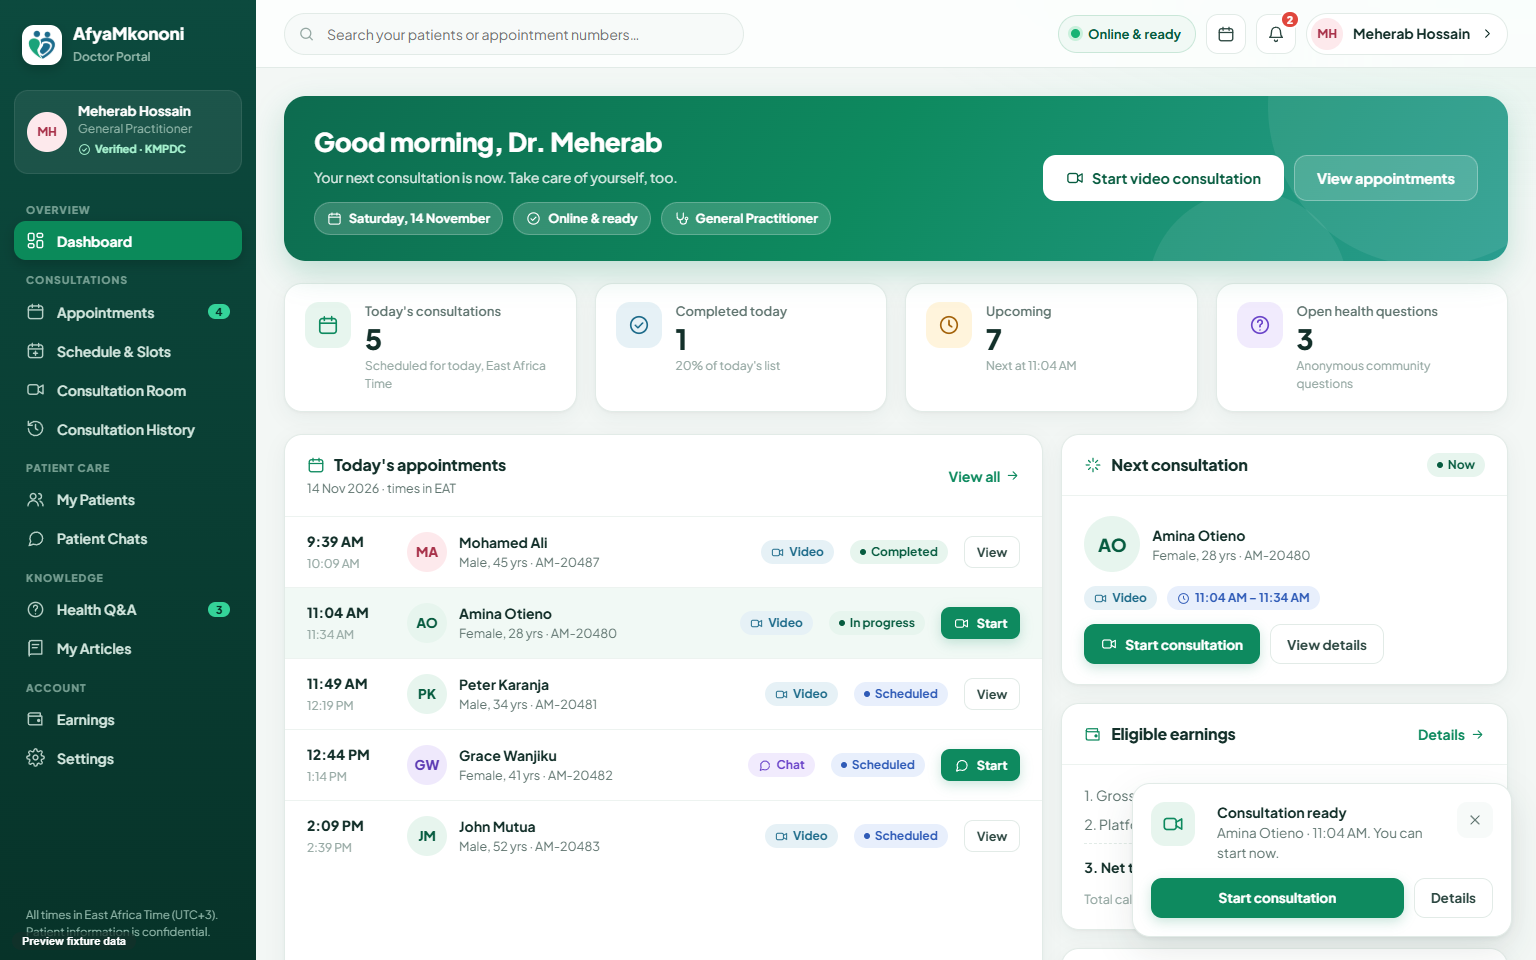 AfyaMkononi
Doctor Portal
MH
Meherab Hossain
General Practitioner
Verified · KMPDC
OVERVIEW
Dashboard
CONSULTATIONS
Appointments 4
Schedule & Slots
Consultation Room
Consultation History
PATIENT CARE
My Patients
Patient Chats
KNOWLEDGE
Health Q&A 3
My Articles
ACCOUNT
Earnings
Settings
All times in East Africa Time (UTC+3).
Patient information is confidential.
Preview fixture data
Search your patients or appointment numbers...
Online & ready
2
MH Meherab Hossain
Good morning, Dr. Meherab
Your next consultation is now. Take care of yourself, too.
Saturday, 14 November
Online & ready
General Practitioner
Start video consultation
View appointments
Today's consultations
5
Scheduled for today, East Africa
Time
Completed today
1
20% of today's list
Upcoming
7
Next at 11:04 AM
Open health questions
3
Anonymous community
questions
Today's appointments
14 Nov 2026 · times in EAT
View all
9:39 AM
10:09 AM
MA
Mohamed Ali
Male, 45 yrs · AM-20487
Video
Completed
View
11:04 AM
11:34 AM
AO
Amina Otieno
Female, 28 yrs · AM-20480
Video
In progress
Start
11:49 AM
12:19 PM
PK
Peter Karanja
Male, 34 yrs · AM-20481
Video
Scheduled
View
12:44 PM
1:14 PM
GW
Grace Wanjiku
Female, 41 yrs · AM-20482
Chat
Scheduled
Start
2:09 PM
2:39 PM
JM
John Mutua
Male, 52 yrs · AM-20483
Video
Scheduled
View
Next consultation
Now
AO
Amina Otieno
Female, 28 yrs · AM-20480
Video
11:04 AM – 11:34 AM
Start consultation
View details
Eligible earnings
Details
1. Gross
2. Platf
3. Net t
Total cal
Consultation ready
Amina Otieno · 11:04 AM. You can
start now.
Start consultation
Details